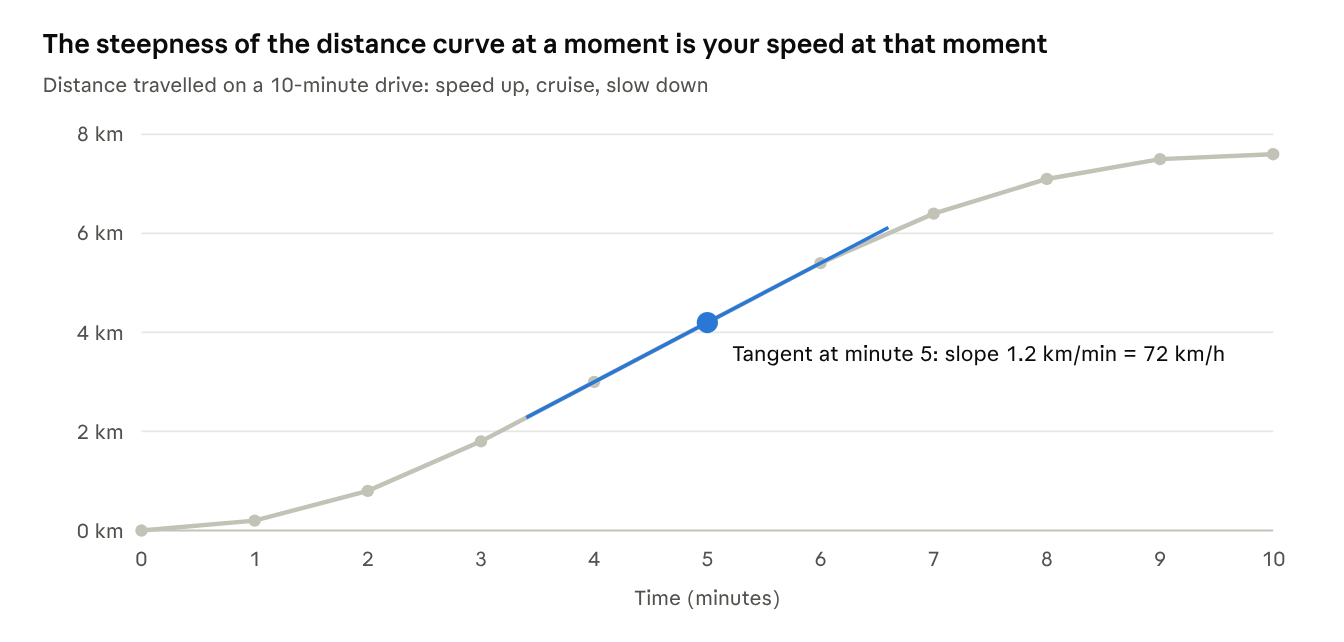 The steepness of the distance curve at a moment is your speed at that moment
Distance travelled on a 10-minute drive: speed up, cruise, slow down
8 km
6 km
4 km
Tangent at minute 5: slope 1.2 km/min = 72 km/h
2 km
0 km
0 1 2 3 4 5 6 7 8 9 10
Time (minutes)